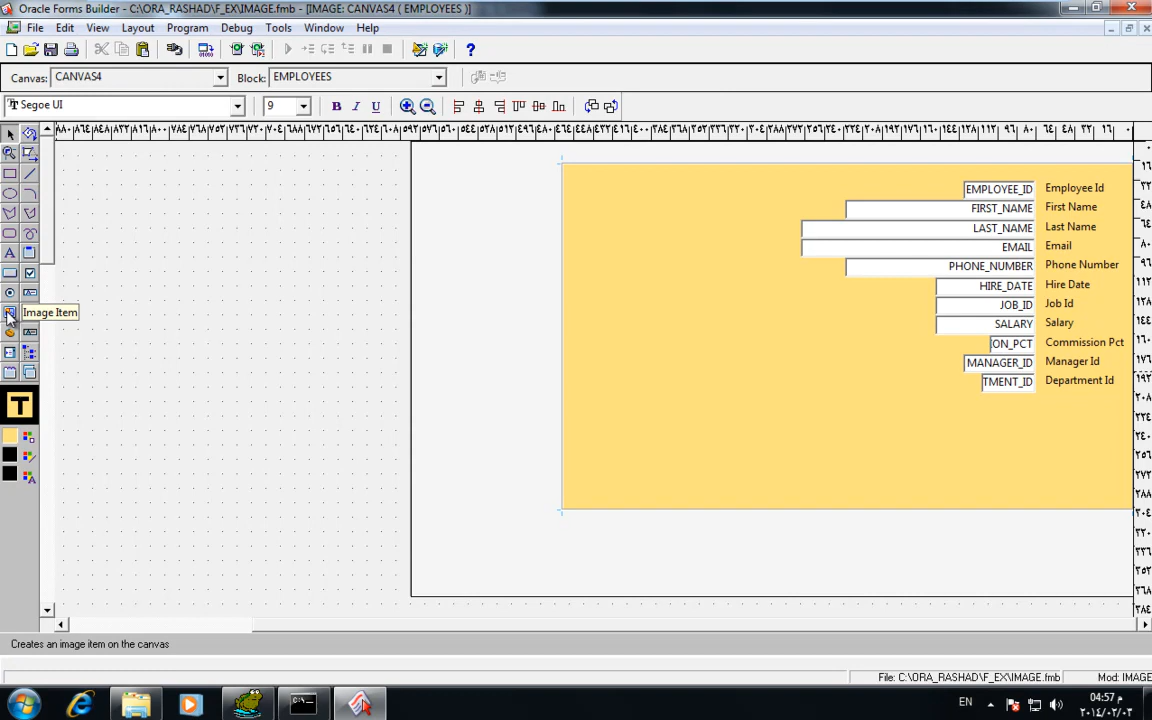 Oracle Forms Builder - C:\ORA_RASHAD\F_EX\IMAGE.fmb - [IMAGE: CANVAS4 ( EMPLOYEES )]
File Edit View Layout Program Debug Tools Window Help
Canvas: CANVAS4 Block: EMPLOYEES
Segoe UI 9 B I U
EMPLOYEE_ID Employee Id
FIRST_NAME First Name
LAST_NAME Last Name
EMAIL Email
PHONE_NUMBER Phone Number
HIRE_DATE Hire Date
Image Item
JOB_ID Job Id
SALARY Salary
ON_PCT Commission Pct
MANAGER_ID Manager Id
TMENT_ID Department Id
T
Creates an image item on the canvas
File: C:\ORA_RASHAD\F_EX\IMAGE.fmb Mod: IMAGE
EN
04:57 م
٢٠١٤/٠٢/٠٣